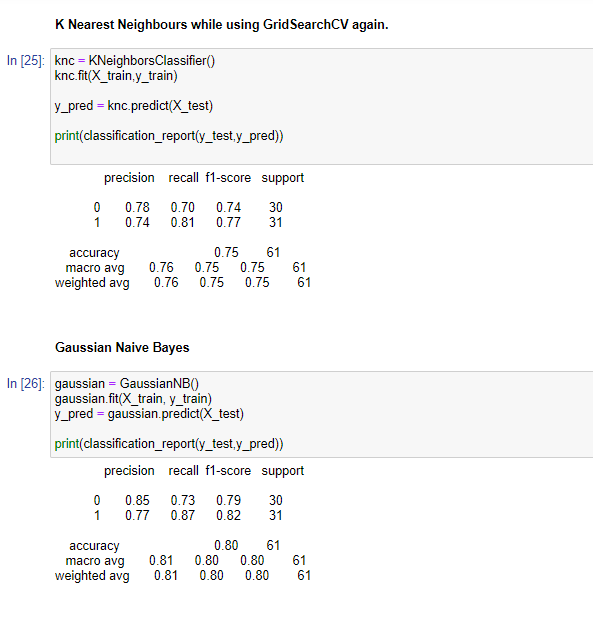 K Nearest Neighbours while using GridSearchCV again.
In [25]: knc = KNeighborsClassifier()
knc.fit(X_train,y_train)
y_pred = knc.predict(X_test)
print(classification_report(y_test,y_pred))
precision recall f1-score support
0 0.78 0.70 0.74 30
1 0.74 0.81 0.77 31
accuracy 0.75 61
macro avg 0.76 0.75 0.75 61
weighted avg 0.76 0.75 0.75 61
Gaussian Naive Bayes
In [26]: gaussian = GaussianNB()
gaussian.fit(X_train, y_train)
y_pred = gaussian.predict(X_test)
print(classification_report(y_test,y_pred))
precision recall f1-score support
0 0.85 0.73 0.79 30
1 0.77 0.87 0.82 31
accuracy 0.80 61
macro avg 0.81 0.80 0.80 61
weighted avg 0.81 0.80 0.80 61